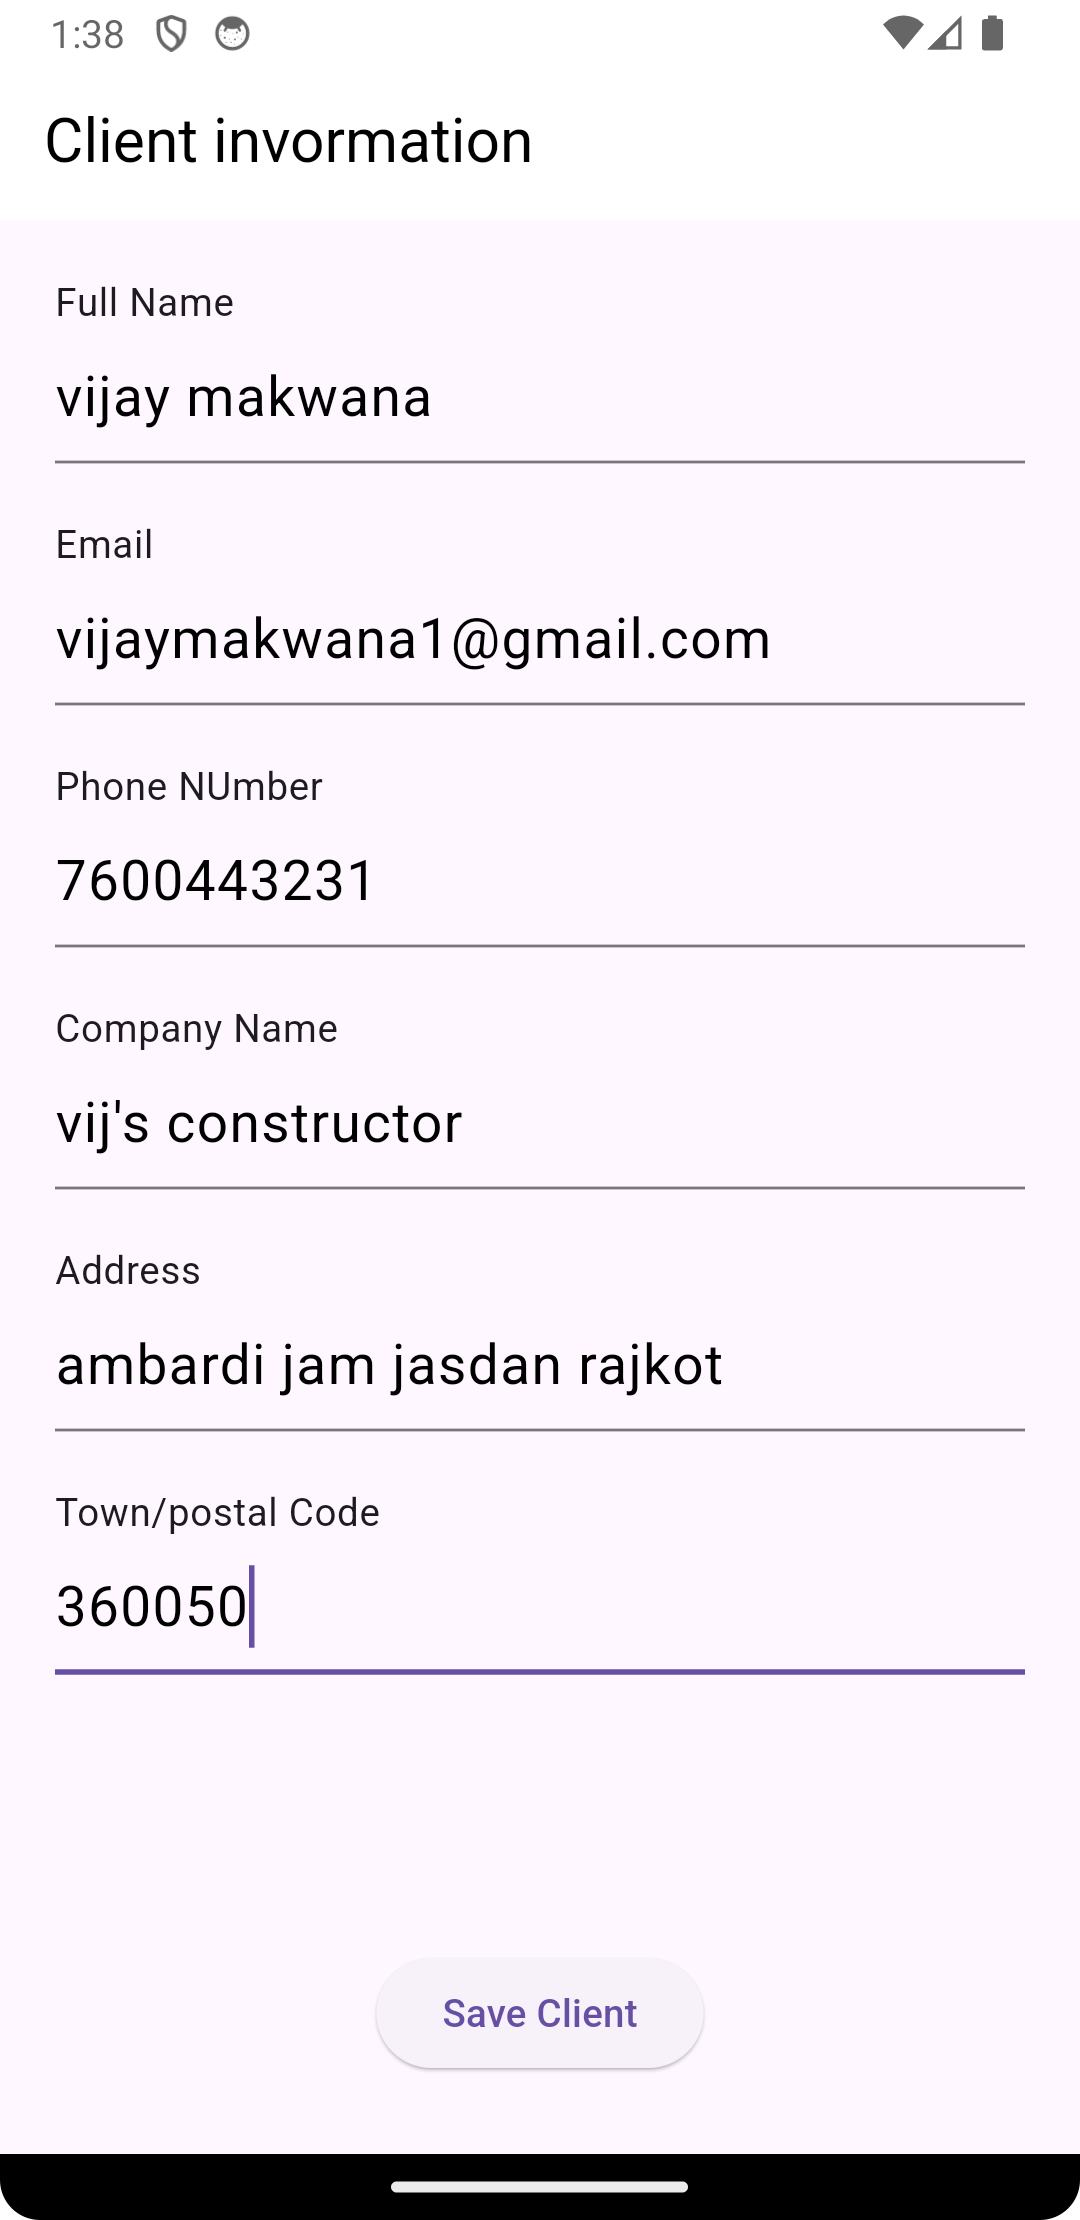 1:38
Client invormation
Full Name
vijay makwana
Email
vijaymakwana1@gmail.com
Phone NUmber
7600443231
Company Name
vij's constructor
Address
ambardi jam jasdan rajkot
Town/postal Code
360050
Save Client